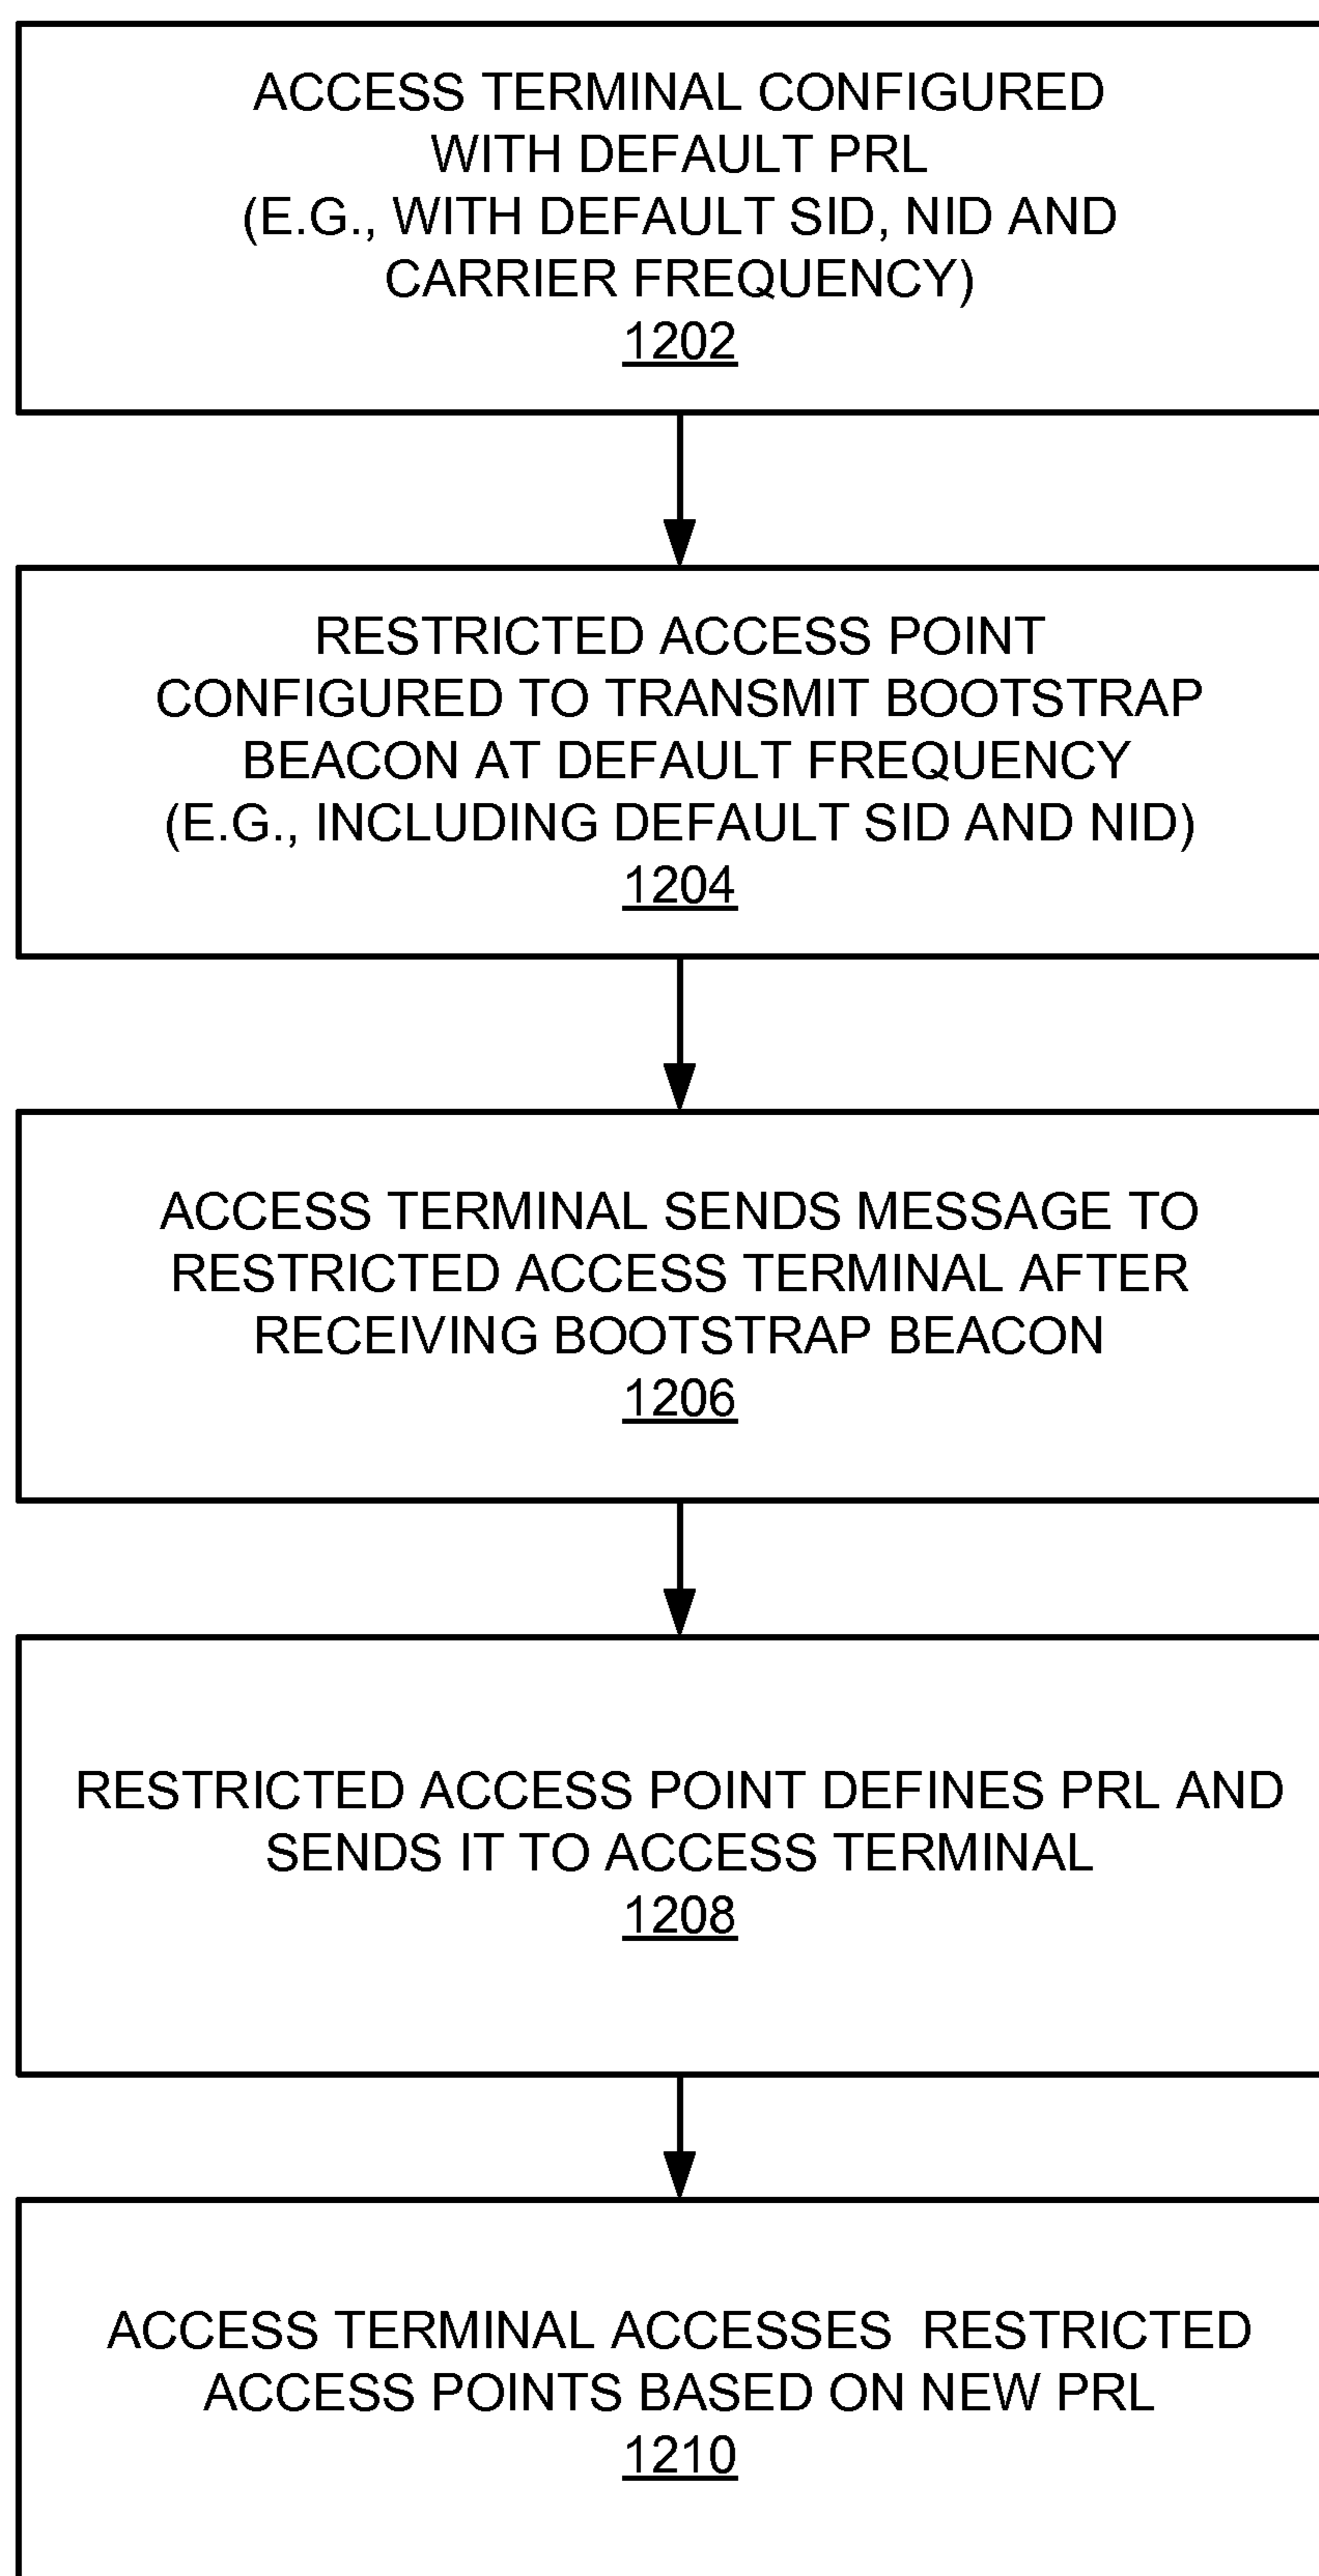 ACCESS TERMINAL CONFIGURED
WITH DEFAULT PRL
(E.G., WITH DEFAULT SID, NID AND
CARRIER FREQUENCY)
1202
RESTRICTED ACCESS POINT
CONFIGURED TO TRANSMIT BOOTSTRAP
BEACON AT DEFAULT FREQUENCY
(E.G., INCLUDING DEFAULT SID AND NID)
1204
ACCESS TERMINAL SENDS MESSAGE TO
RESTRICTED ACCESS TERMINAL AFTER
RECEIVING BOOTSTRAP BEACON
1206
RESTRICTED ACCESS POINT DEFINES PRL AND
SENDS IT TO ACCESS TERMINAL
1208
ACCESS TERMINAL ACCESSES RESTRICTED
ACCESS POINTS BASED ON NEW PRL
1210